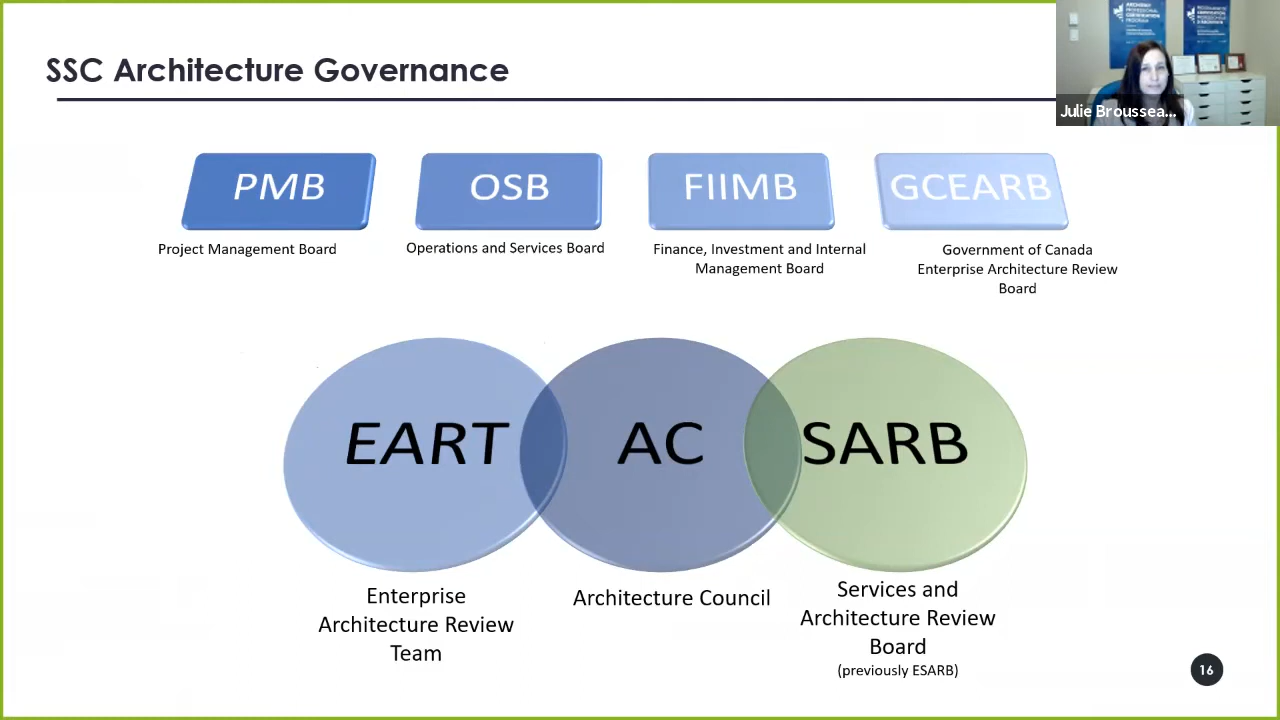 SSC Architecture Governance
Julie Broussea...
PMB
OSB
FIIMB
GCEARB
Project Management Board
Operations and Services Board
Finance, Investment and Internal
Management Board
Government of Canada
Enterprise Architecture Review
Board
EART
AC
SARB
Enterprise
Architecture Review
Team
Architecture Council
Services and
Architecture Review
Board
(previously ESARB)
16